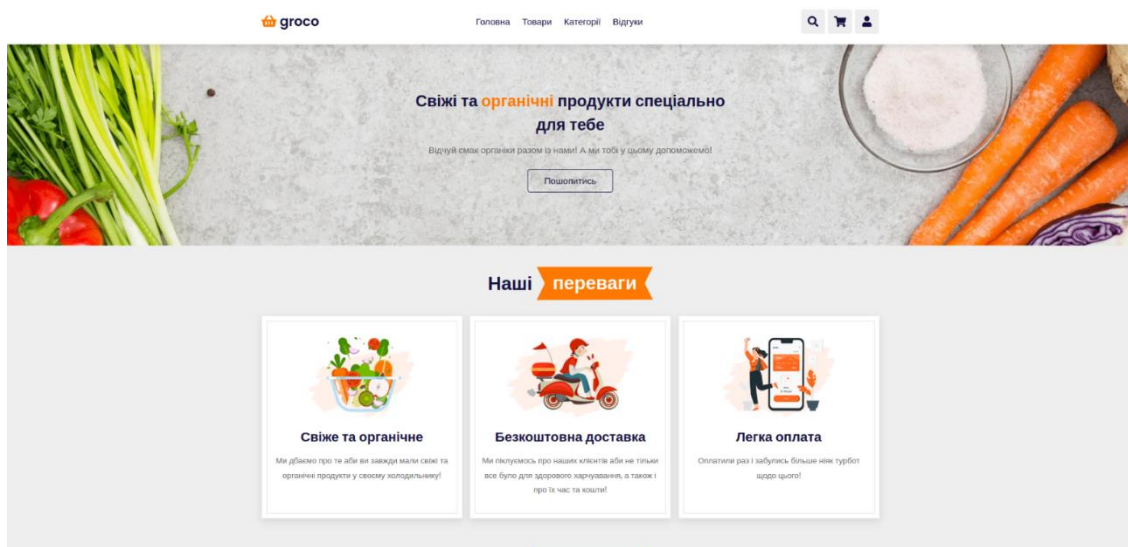 groco
Головна Товари Категорії Відгуки
Свіжі та органічні продукти спеціально
для тебе
Відчуй смак органіки разом із нами! А ми тобі у цьому допоможемо!
Пошопитись
Наші переваги
Свіже та органічне
Ми дбаємо про те аби ви завжди мали свіжі та
органічні продукти у своєму холодильнику!
Безкоштовна доставка
Ми піклуємось про наших клієнтів аби не тільки
все було для здорового харчування, а також і
про їх час та кошти!
Легка оплата
Оплатили раз і забулись більше ніяк турбот
щодо цього!